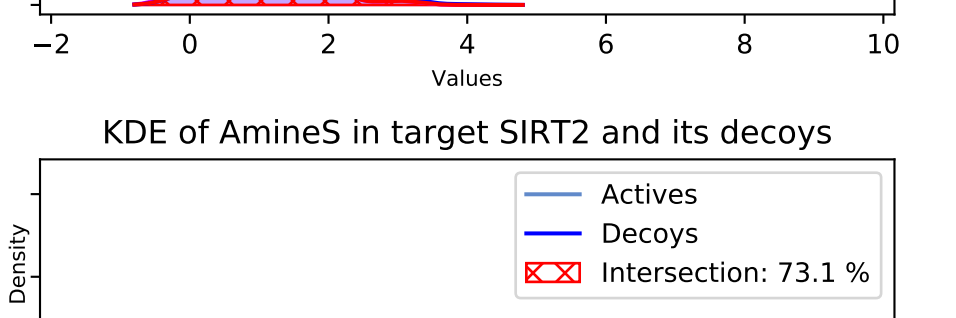 −2 0 2 4 6 8 10
Values
KDE of AmineS in target SIRT2 and its decoys
Density
Actives
Decoys
Intersection: 73.1 %